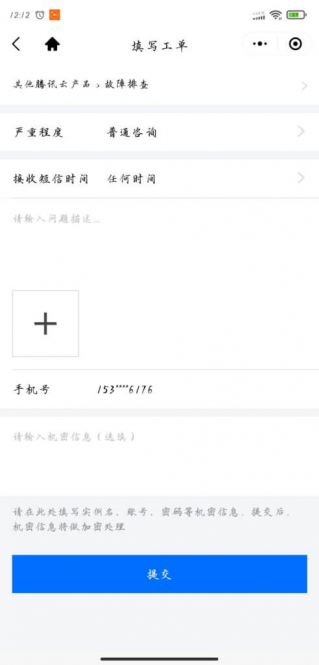 12:12
填写工单
其他腾讯云产品 > 故障排查
严重程度 普通咨询
接收短信时间 任何时间
请输入问题描述...
手机号 153****6176
请输入机密信息（选填）
请在此处填写实例名、账号、密码等机密信息，提交后，
机密信息将做加密处理
提交